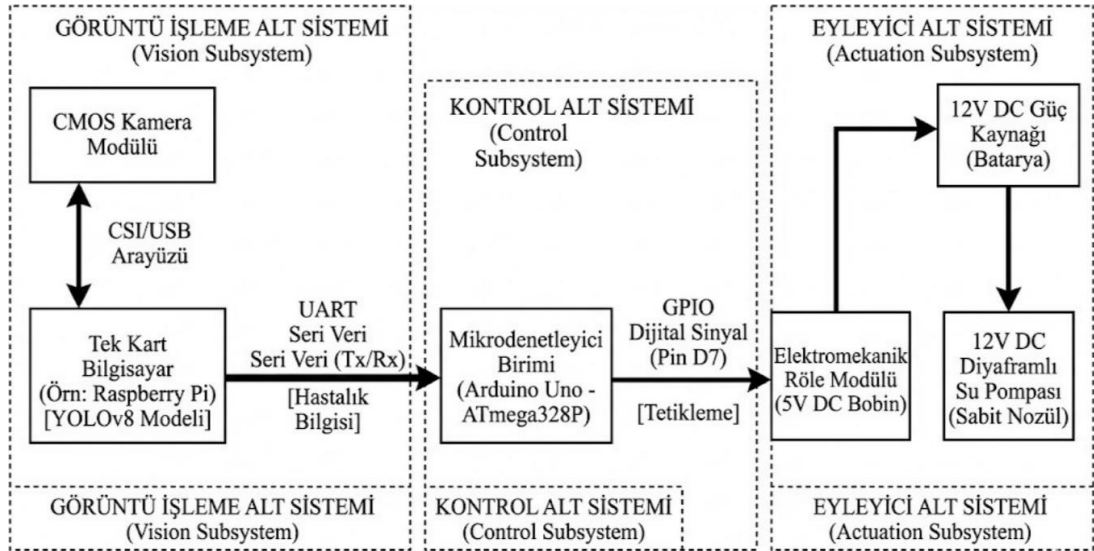 GÖRÜNTÜ İŞLEME ALT SİSTEMİ
(Vision Subsystem)
CMOS Kamera
Modülü
CSI/USB
Arayüzü
Tek Kart
Bilgisayar
(Örn: Raspberry Pi)
[YOLOv8 Modeli]
UART
Seri Veri
Seri Veri (Tx/Rx)
[Hastalık
Bilgisi]
GÖRÜNTÜ İŞLEME ALT SİSTEMİ
(Vision Subsystem)
KONTROL ALT SİSTEMİ
(Control
Subsystem)
Mikrodenetleyici
Birimi
(Arduino Uno -
ATmega328P)
GPIO
Dijital Sinyal
(Pin D7)
[Tetikleme]
KONTROL ALT SİSTEMİ
(Control Subsystem)
EYLEYİCİ ALT SİSTEMİ
(Actuation Subsystem)
12V DC Güç
Kaynağı
(Batarya)
Elektromekanik
Röle Modülü
(5V DC Bobin)
12V DC
Diyaframlı
Su Pompası
(Sabit Nozül)
EYLEYİCİ ALT SİSTEMİ
(Actuation Subsystem)